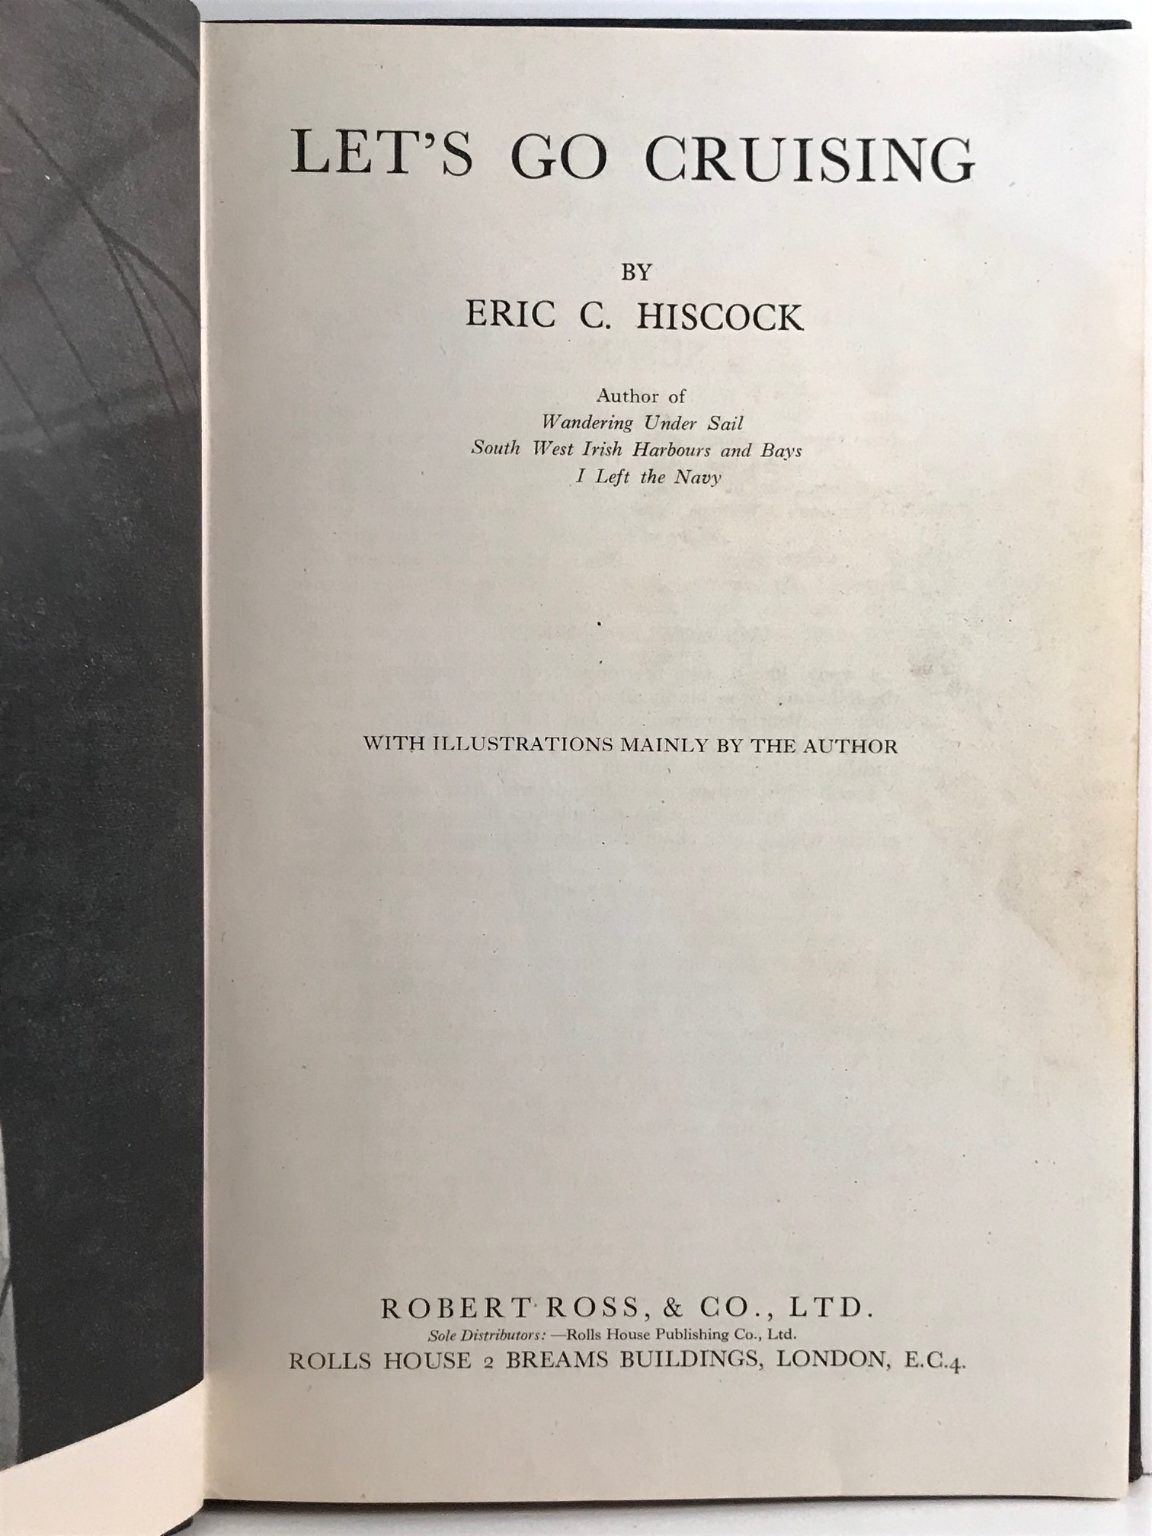 LET'S GO CRUISING
BY
ERIC C. HISCOCK
Author of
Wandering Under Sail
South West Irish Harbours and Bays
I Left the Navy
WITH ILLUSTRATIONS MAINLY BY THE AUTHOR
ROBERT ROSS, & CO., LTD.
Sole Distributors: —Rolls House Publishing Co., Ltd.
ROLLS HOUSE 2 BREAMS BUILDINGS, LONDON, E.C.4.